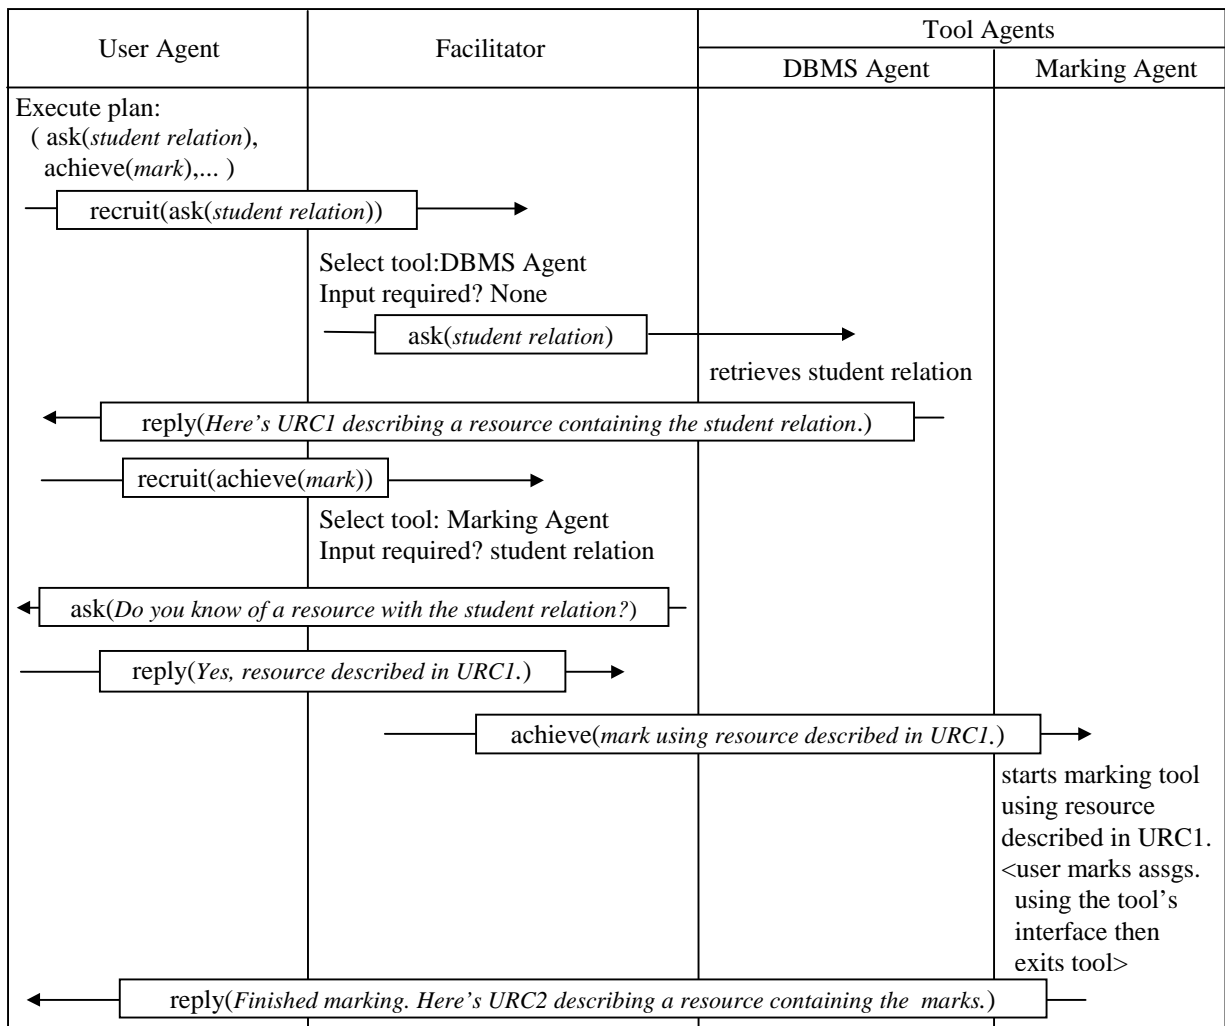 Tool Agents
User Agent
Facilitator
DBMS Agent
Marking Agent
Execute plan:
( ask(student relation),
achieve(mark),... )
recruit(ask(student relation))
Select tool:DBMS Agent
Input required? None
ask(student relation)
retrieves student relation
reply(Here's URC1 describing a resource containing the student relation.)
recruit(achieve(mark))
Select tool: Marking Agent
Input required? student relation
ask(Do you know of a resource with the student relation?)
reply(Yes, resource described in URC1.)
achieve(mark using resource described in URC1.)
starts marking tool
using resource
described in URC1.
<user marks assgs.
using the tool's
interface then
exits tool>
reply(Finished marking. Here's URC2 describing a resource containing the  marks.)